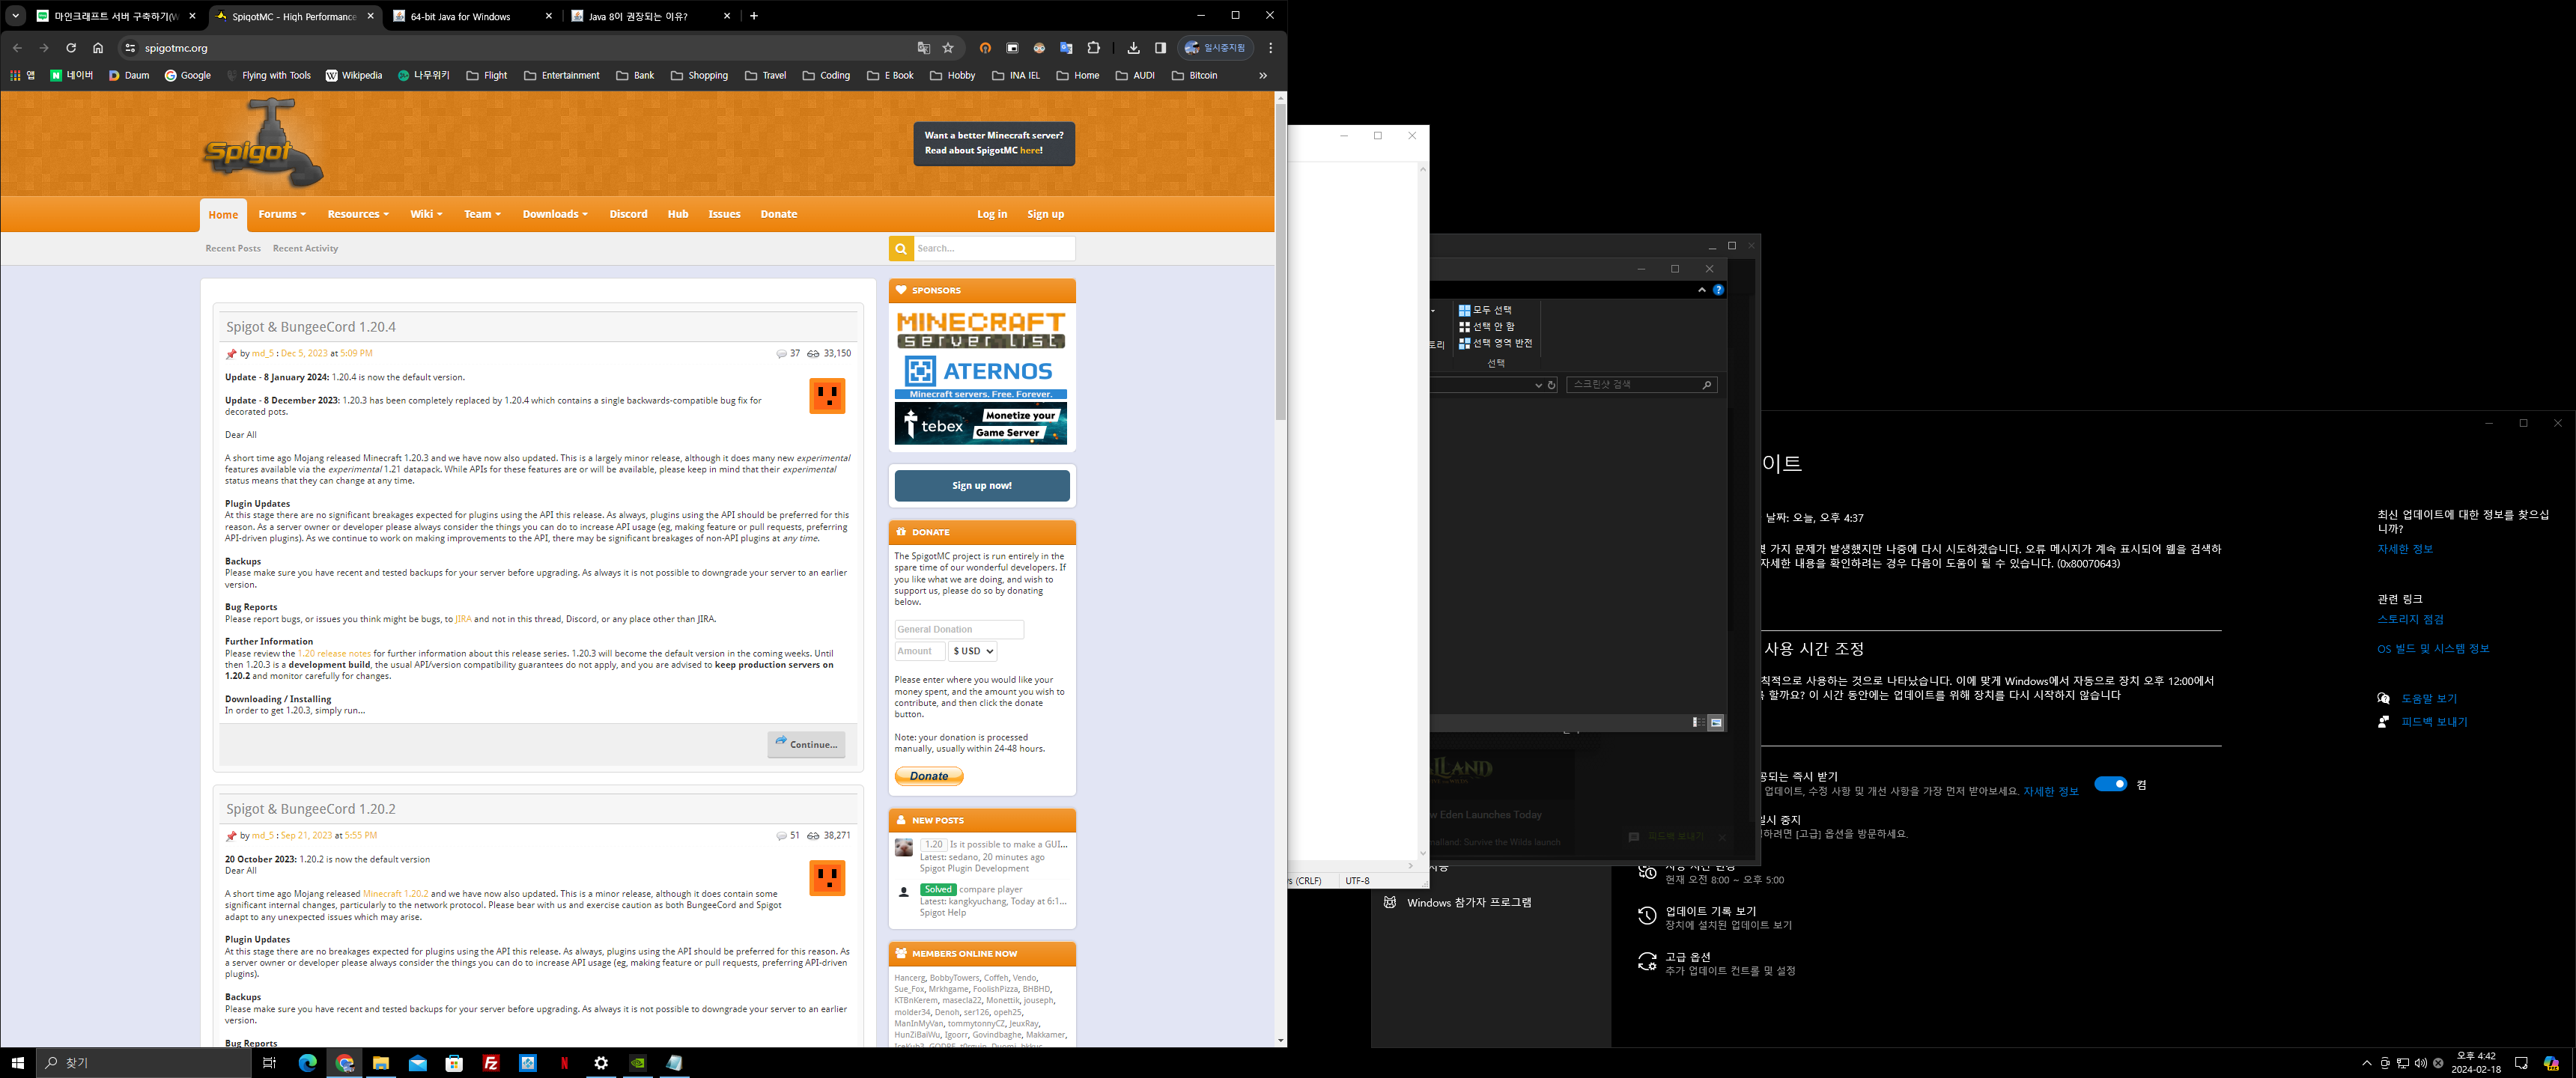 마인크래프트 서버 구축하기(W
SpigotMC - High Performance
64-bit Java for Windows
Java 8이 권장되는 이유?
spigotmc.org
일시중지됨
앱
네이버
Daum
Google
Flying with Tools
Wikipedia
나무위키
Flight
Entertainment
Bank
Shopping
Travel
Coding
E Book
Hobby
INA IEL
Home
AUDI
Bitcoin
Spigot
Want a better Minecraft server?
Read about SpigotMC here!
Home
Forums
Resources
Wiki
Team
Downloads
Discord
Hub
Issues
Donate
Log in
Sign up
Recent Posts
Recent Activity
Search...
Spigot & BungeeCord 1.20.4
by md_5 : Dec 5, 2023 at 5:09 PM
37
33,150
Update - 8 January 2024: 1.20.4 is now the default version.
Update - 8 December 2023: 1.20.3 has been completely replaced by 1.20.4 which contains a single backwards-compatible bug fix for
decorated pots.
Dear All
A short time ago Mojang released Minecraft 1.20.3 and we have now also updated. This is a largely minor release, although it does many new experimental
features available via the experimental 1.21 datapack. While APIs for these features are or will be available, please keep in mind that their experimental
status means that they can change at any time.
Plugin Updates
At this stage there are no significant breakages expected for plugins using the API this release. As always, plugins using the API should be preferred for this
reason. As a server owner or developer please always consider the things you can do to increase API usage (eg, making feature or pull requests, preferring
API-driven plugins). As we continue to work on making improvements to the API, there may be significant breakages of non-API plugins at any time.
Backups
Please make sure you have recent and tested backups for your server before upgrading. As always it is not possible to downgrade your server to an earlier
version.
Bug Reports
Please report bugs, or issues you think might be bugs, to JIRA and not in this thread, Discord, or any place other than JIRA.
Further Information
Please review the 1.20 release notes for further information about this release series. 1.20.3 will become the default version in the coming weeks. Until
then 1.20.3 is a development build, the usual API/version compatibility guarantees do not apply, and you are advised to keep production servers on
1.20.2 and monitor carefully for changes.
Downloading / Installing
In order to get 1.20.3, simply run...
Continue...
Spigot & BungeeCord 1.20.2
by md_5 : Sep 21, 2023 at 5:55 PM
51
38,271
20 October 2023: 1.20.2 is now the default version
Dear All
A short time ago Mojang released Minecraft 1.20.2 and we have now also updated. This is a minor release, although it does contain some
significant internal changes, particularly to the network protocol. Please bear with us and exercise caution as both BungeeCord and Spigot
adapt to any unexpected issues which may arise.
Plugin Updates
At this stage there are no breakages expected for plugins using the API this release. As always, plugins using the API should be preferred for this reason. As
a server owner or developer please always consider the things you can do to increase API usage (eg, making feature or pull requests, preferring API-driven
plugins).
Backups
Please make sure you have recent and tested backups for your server before upgrading. As always it is not possible to downgrade your server to an earlier
version.
Bug Reports
SPONSORS
MINECRAFT
server list
ATERNOS
Minecraft servers. Free. Forever.
tebex
Monetize your
Game Server
Sign up now!
DONATE
The SpigotMC project is run entirely in the
spare time of our wonderful developers. If
you like what we are doing, and wish to
support us, please do so by donating
below.
General Donation
Amount
$ USD
Please enter where you would like your
money spent, and the amount you wish to
contribute, and then click the donate
button.
Note: your donation is processed
manually, usually within 24-48 hours.
Donate
NEW POSTS
1.20 Is it possible to make a GUI...
Latest: sedano, 20 minutes ago
Spigot Plugin Development
Solved compare player
Latest: kangkyuchang, Today at 6:1...
Spigot Help
MEMBERS ONLINE NOW
Hancerg, BobbyTowers, Coffeh, Vendo,
Sue_Fox, Mrkhgame, FoolishPizza, BHBHD,
KTBnKerem, masecla22, Monettik, jouseph,
molder34, Denoh, ser126, opeh25,
ManInMyVan, tommytonnyCZ, JeuxRay,
HunZiBaiWu, Igoorr, Govindbaghe, Makkamer,
s (CRLF)
UTF-8
모두 선택
선택 안 함
선택 영역 반전
토리
선택
스크린샷 검색
Eden Launches Today
nailand: Survive the Wilds launch
피드백 보내기
이트
날짜: 오늘, 오후 4:37
가지 문제가 발생했지만 나중에 다시 시도하겠습니다. 오류 메시지가 계속 표시되어 웹을 검색하
자세한 내용을 확인하려는 경우 다음이 도움이 될 수 있습니다. (0x80070643)
사용 시간 조정
칙적으로 사용하는 것으로 나타났습니다. 이에 맞게 Windows에서 자동으로 장치 오후 12:00에서
할까요? 이 시간 동안에는 업데이트를 위해 장치를 다시 시작하지 않습니다
공되는 즉시 받기
업데이트, 수정 사항 및 개선 사항을 가장 먼저 받아보세요. 자세한 정보
켬
일시 중지
하려면 [고급] 옵션을 방문하세요.
사용 시간 변경
현재 오전 8:00 ~ 오후 5:00
업데이트 기록 보기
장치에 설치된 업데이트 보기
고급 옵션
추가 업데이트 컨트롤 및 설정
Windows 참가자 프로그램
최신 업데이트에 대한 정보를 찾으십
니까?
자세한 정보
관련 링크
스토리지 점검
OS 빌드 및 시스템 정보
도움말 보기
피드백 보내기
찾기
오후 4:42
2024-02-18